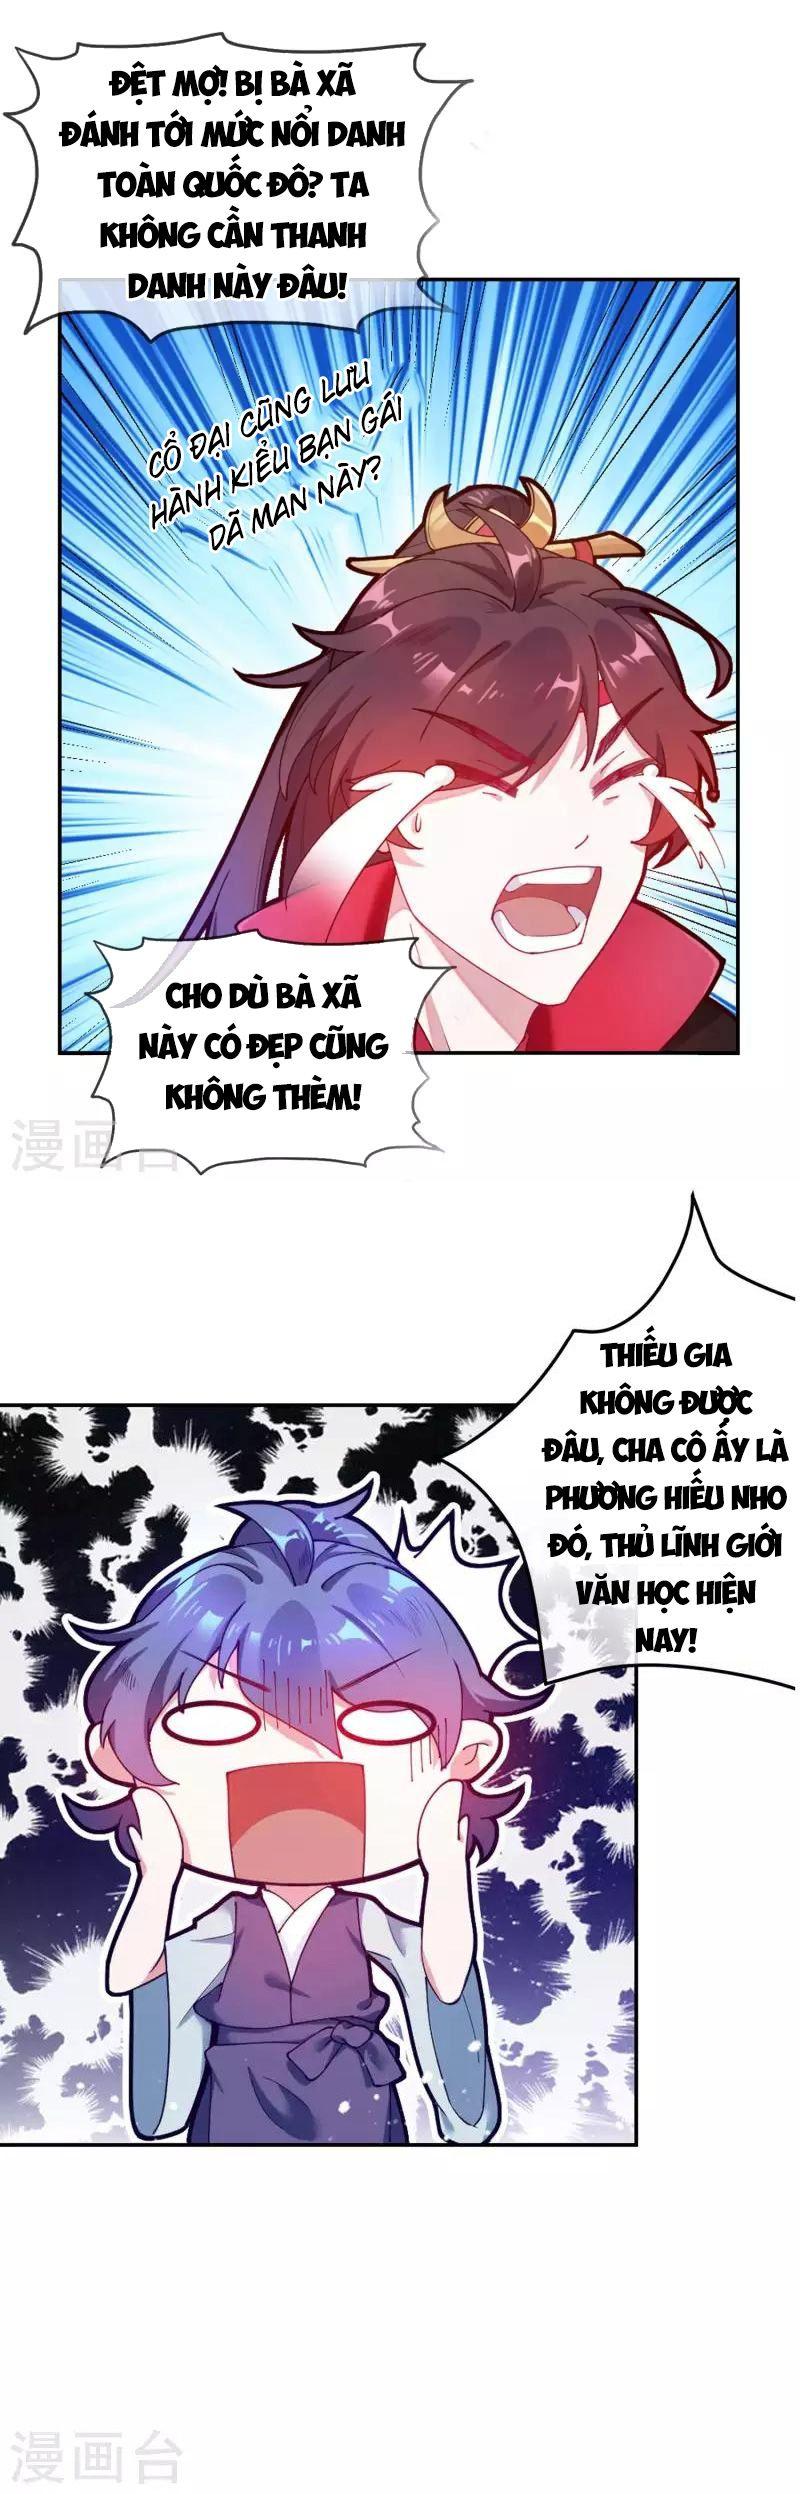 ĐỆT MỢ! BỊ BÀ XÃ
ĐÁNH TỚI MỨC NỔI DANH
TOÀN QUỐC ĐÔ? TA
KHÔNG CẦN THANH
DANH NÀY ĐÂU!
CỔ ĐẠI CŨNG LƯU
HÀNH KIỂU BẠN GÁI
DÃ MAN NÀY?
CHO DÙ BÀ XÃ
NÀY CÓ ĐẸP CŨNG
KHÔNG THÈM!
漫画台
THIẾU GIA
KHÔNG ĐƯỢC
ĐÂU, CHA CÔ ẤY LÀ
PHƯƠNG HIẾU NHO
ĐÓ, THỦ LĨNH GIỚI
VĂN HỌC HIỆN
NAY!
漫画台